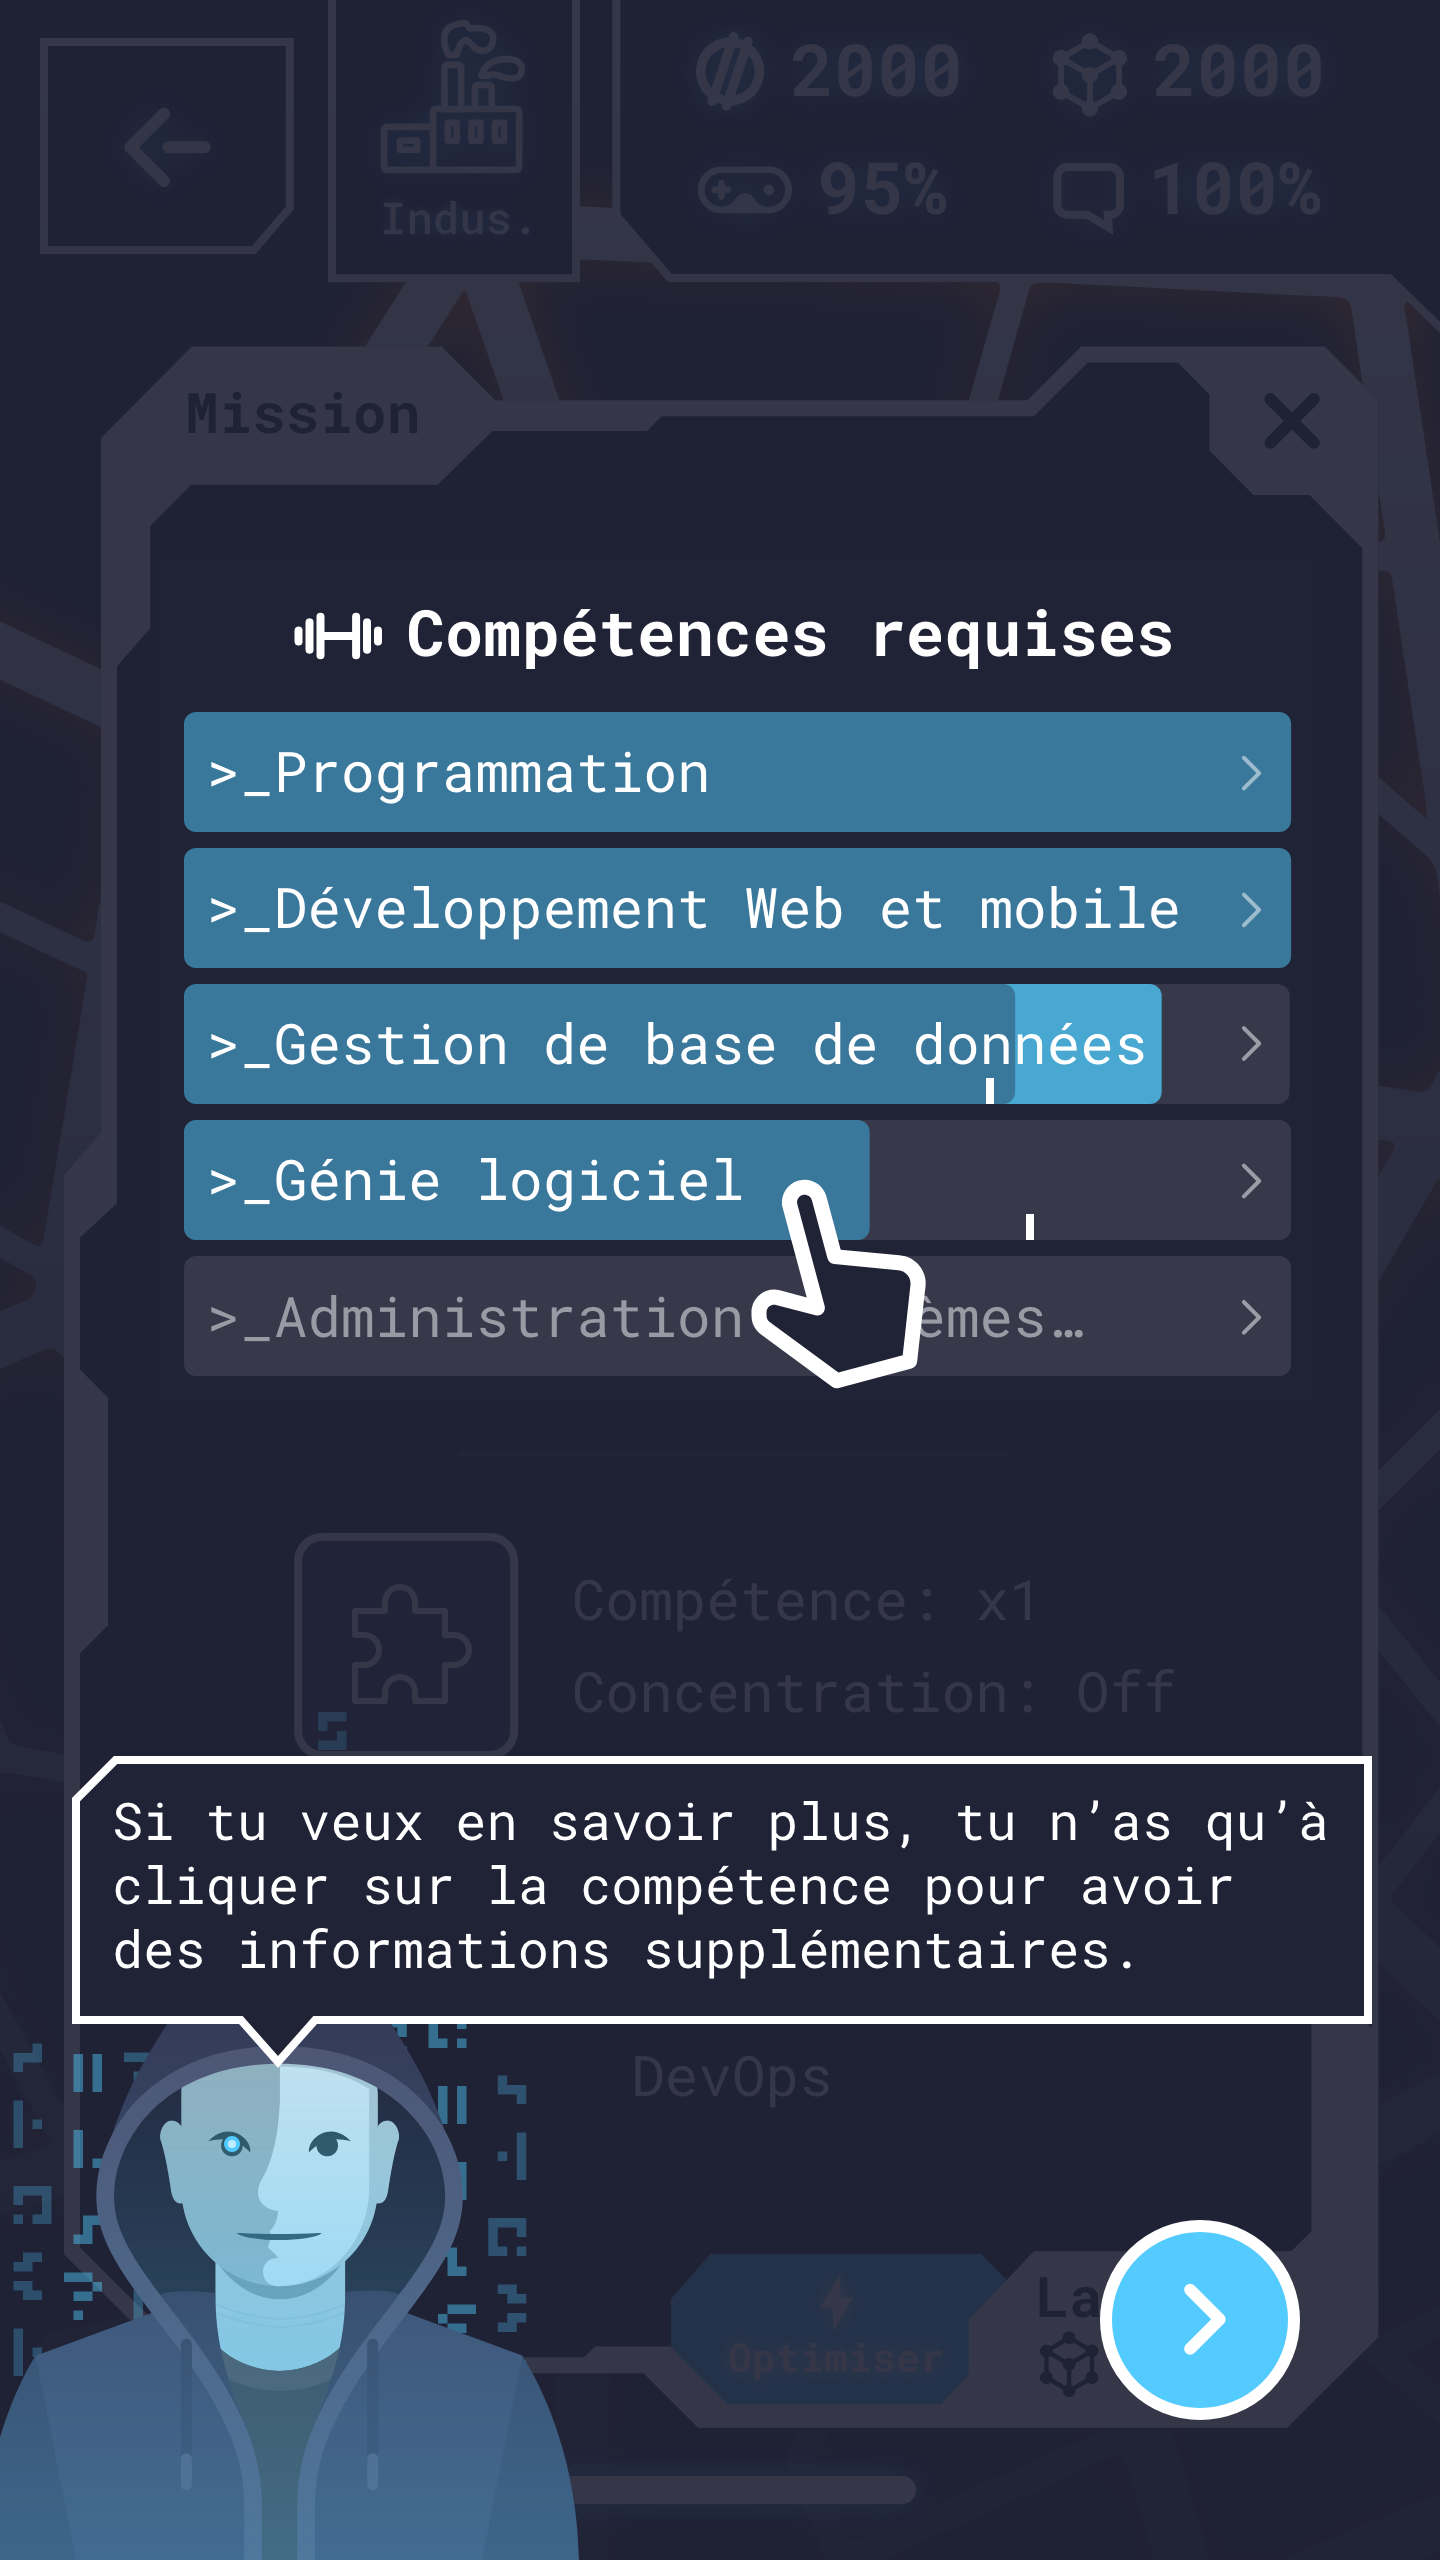 2000 2000
95% 100%
Indus.
Mission
Compétences requises
>_Programmation
>_Développement Web et mobile
>_Gestion de base de données
>_Génie logiciel
>_Administration èmes…
Compétence: x1
Concentration: Off
Si tu veux en savoir plus, tu n’as qu’à
cliquer sur la compétence pour avoir
des informations supplémentaires.
DevOps
La
Optimiser